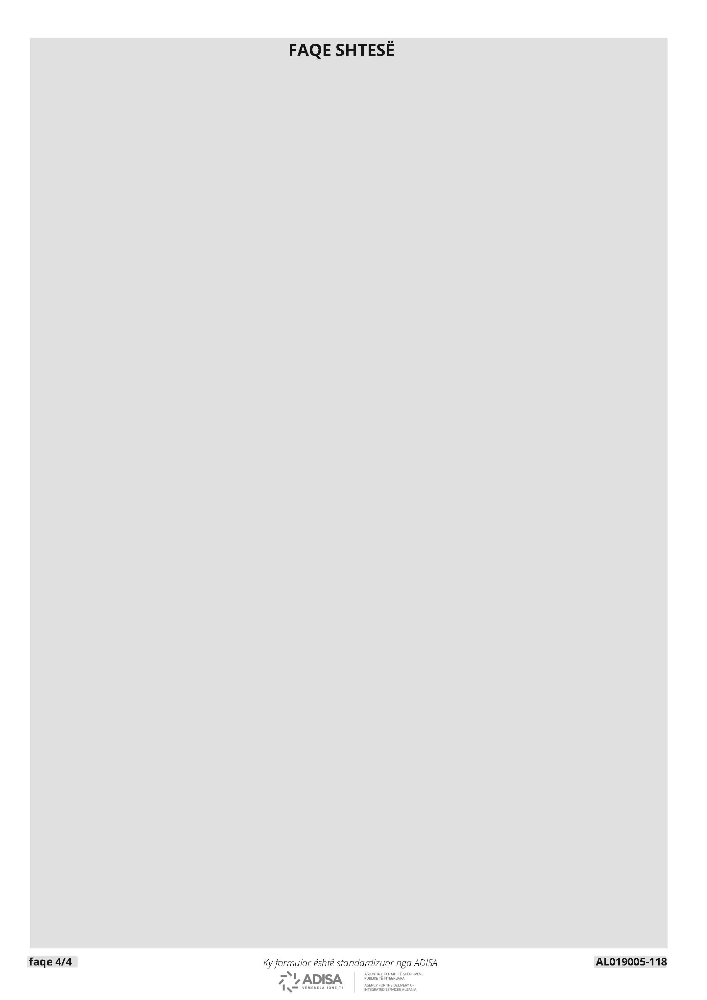 FAQE SHTESË
faqe 4/4
Ky formular është standardizuar nga ADISA
AL019005-118
ADISA
VËMENDJA JONË,TI
AGJENCIA E OFRIMIT TË SHËRBIMEVE
PUBLIKE TË INTEGRUARA
AGENCY FOR THE DELIVERY OF
INTEGRATED SERVICES ALBANIA